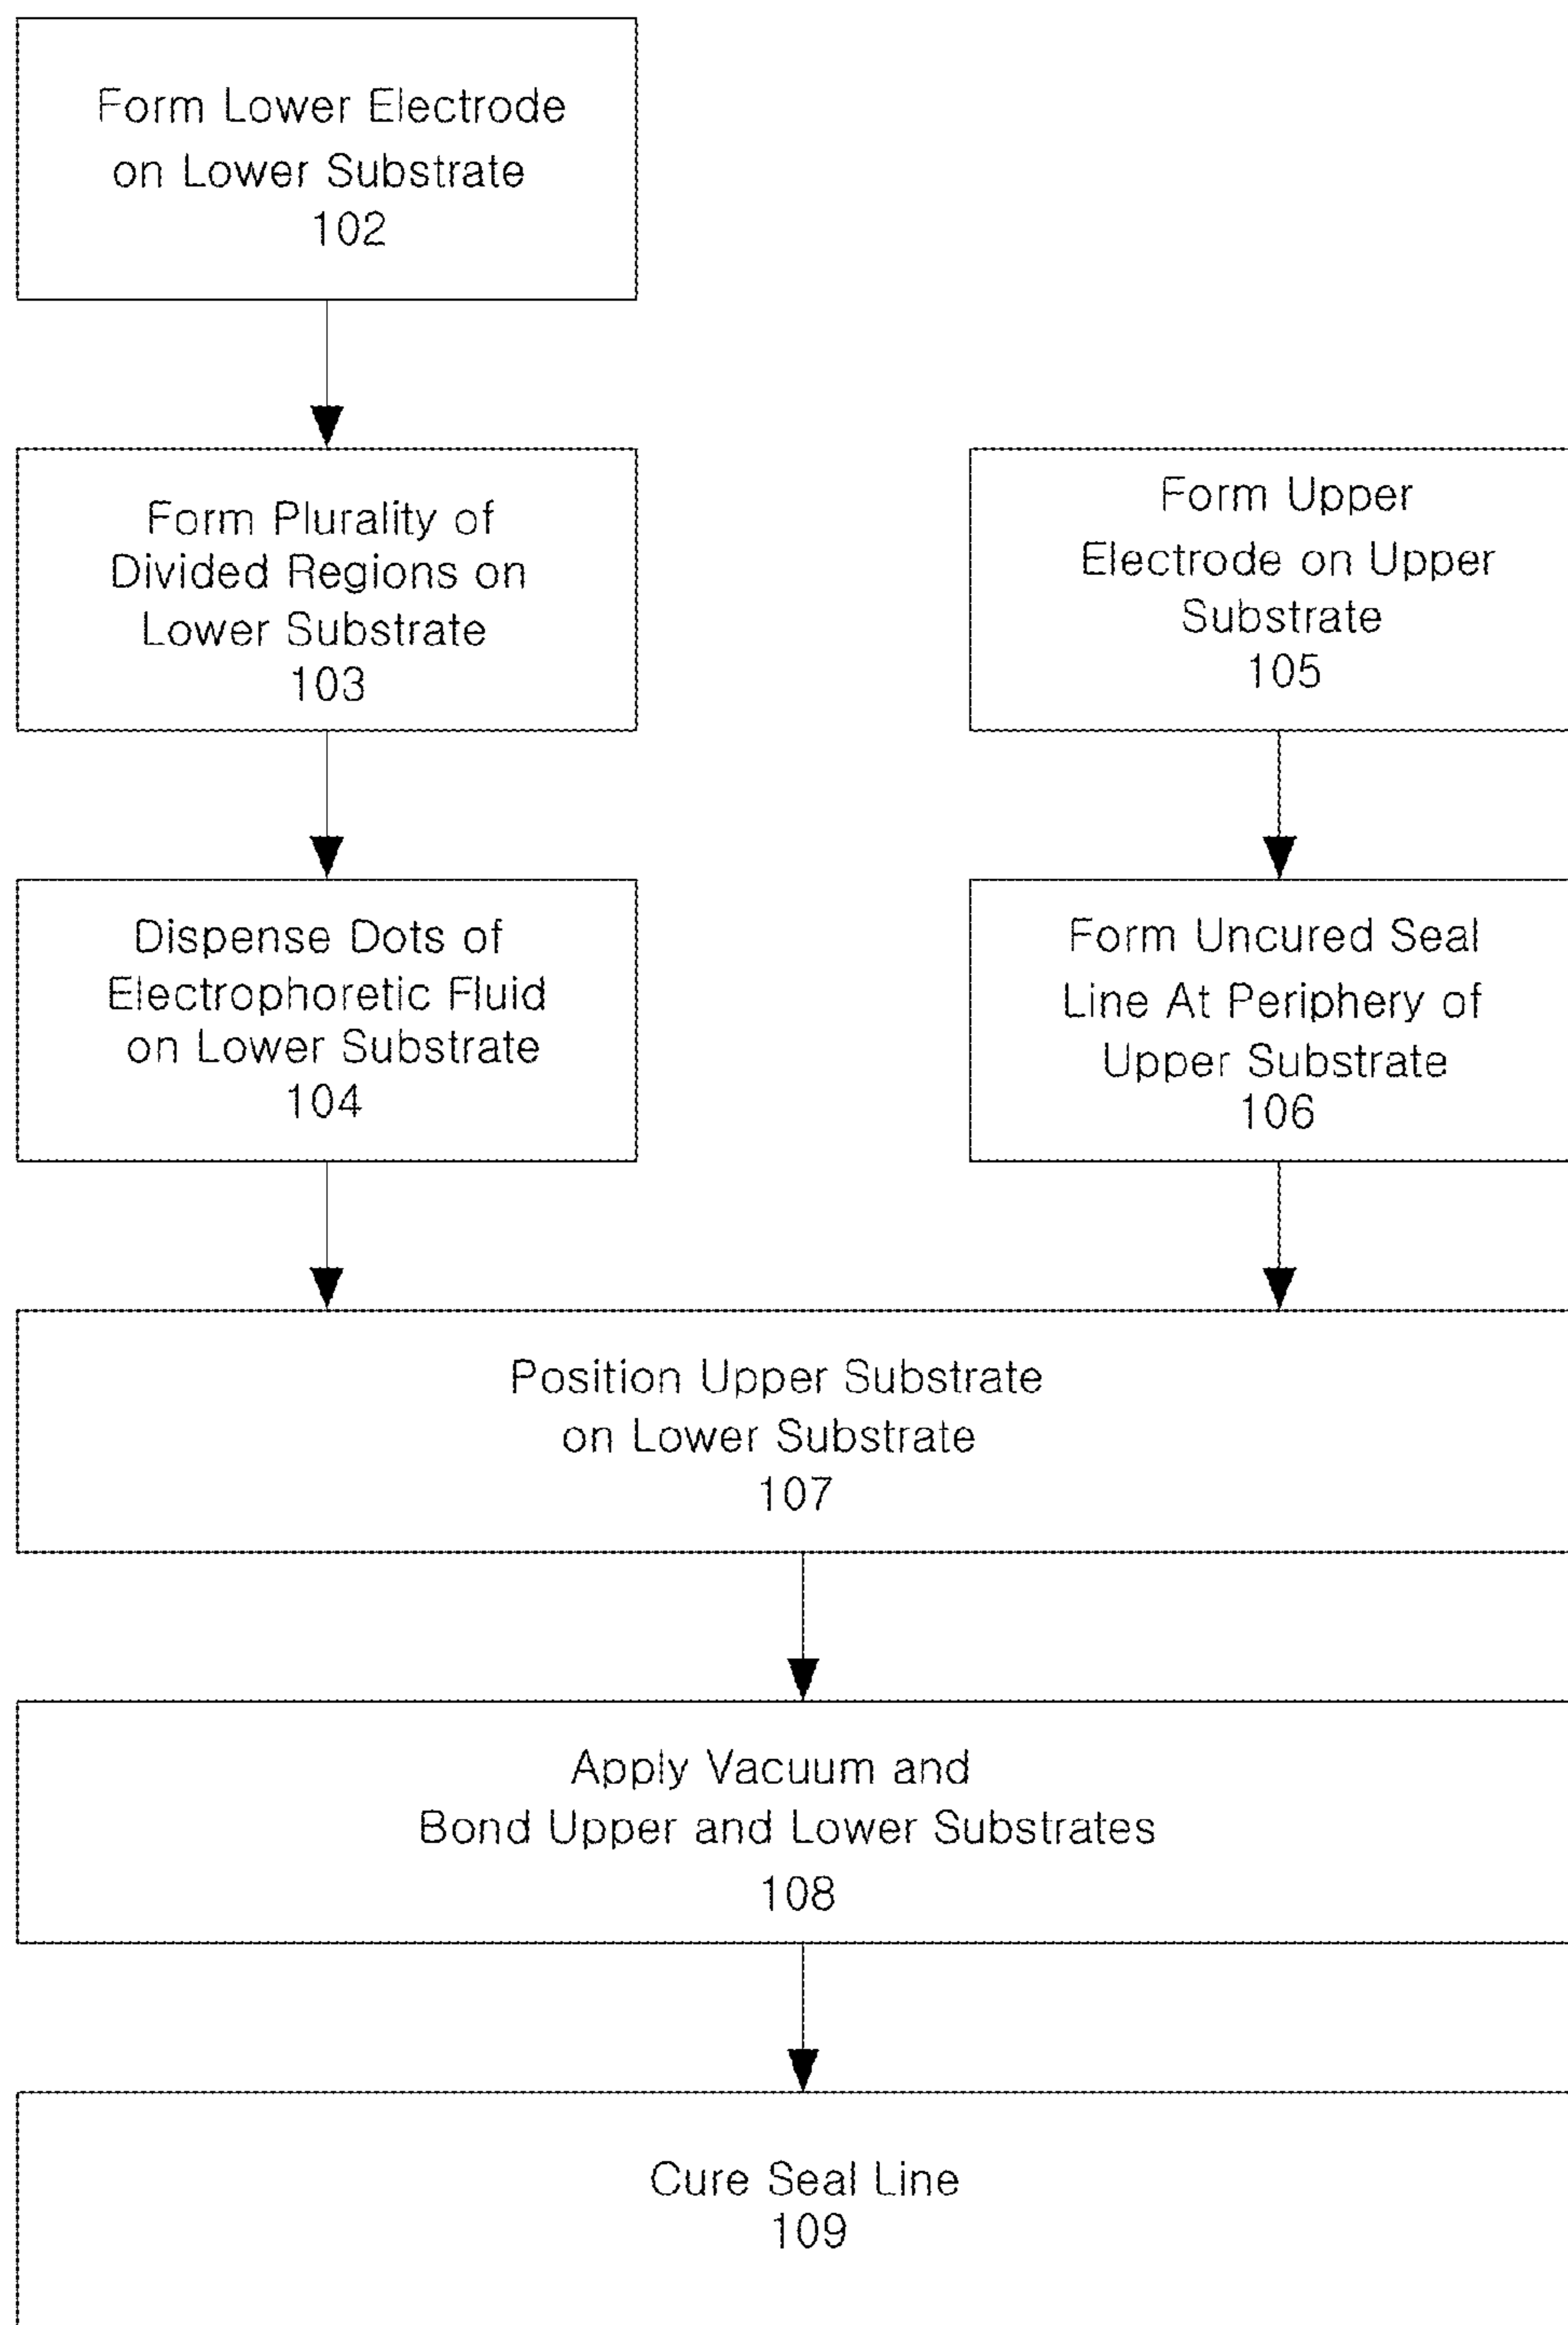 Form Lower Electrode
on Lower Substrate
102
Form Plurality of
Divided Regions on
Lower Substrate
103
Form Upper
Electrode on Upper
Substrate
105
Dispense Dots of
Electrophoretic Fluid
on Lower Substrate
104
Form Uncured Seal
Line At Periphery of
Upper Substrate
106
Position Upper Substrate
on Lower Substrate
107
Apply Vacuum and
Bond Upper and Lower Substrates
108
Cure Seal Line
109